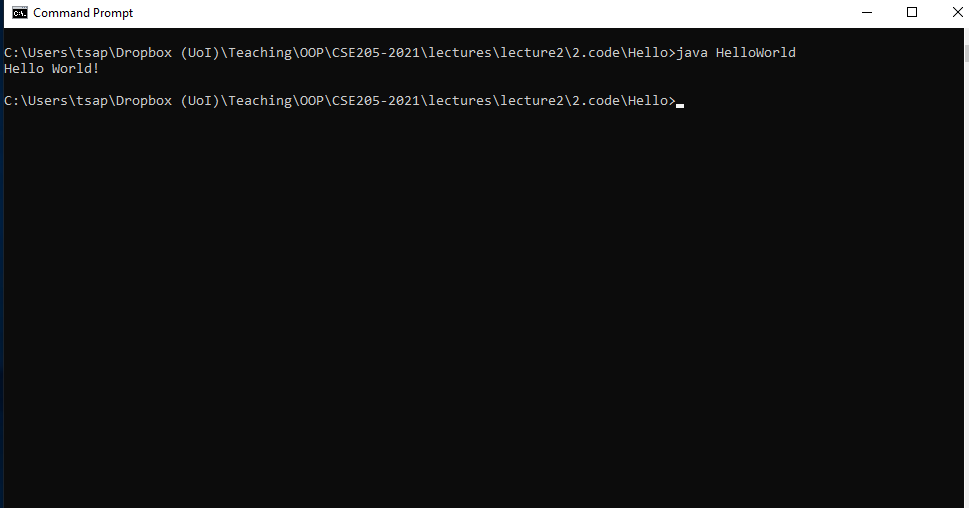 Command Prompt
C:\Users\tsap\Dropbox (UoI)\Teaching\OOP\CSE205-2021\lectures\lecture2\2.code\Hello>java HelloWorld
Hello World!
C:\Users\tsap\Dropbox (UoI)\Teaching\OOP\CSE205-2021\lectures\lecture2\2.code\Hello>